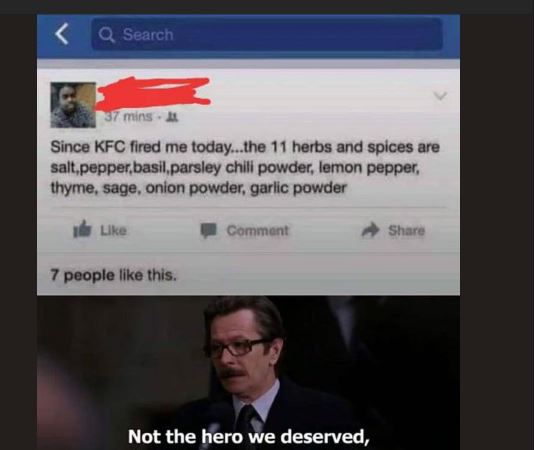 Search
37 mins
Since KFC fired me today...the 11 herbs and spices are
salt,pepper,basil,parsley chili powder, lemon pepper,
thyme, sage, onion powder, garlic powder
Like Comment Share
7 people like this.
Not the hero we deserved,